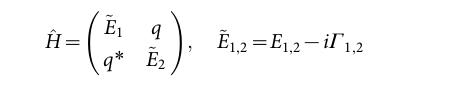 Ĥ = ( Ẽ₁ q
q* Ẽ₂ ), Ẽ₁,₂ = E₁,₂ − iΓ₁,₂